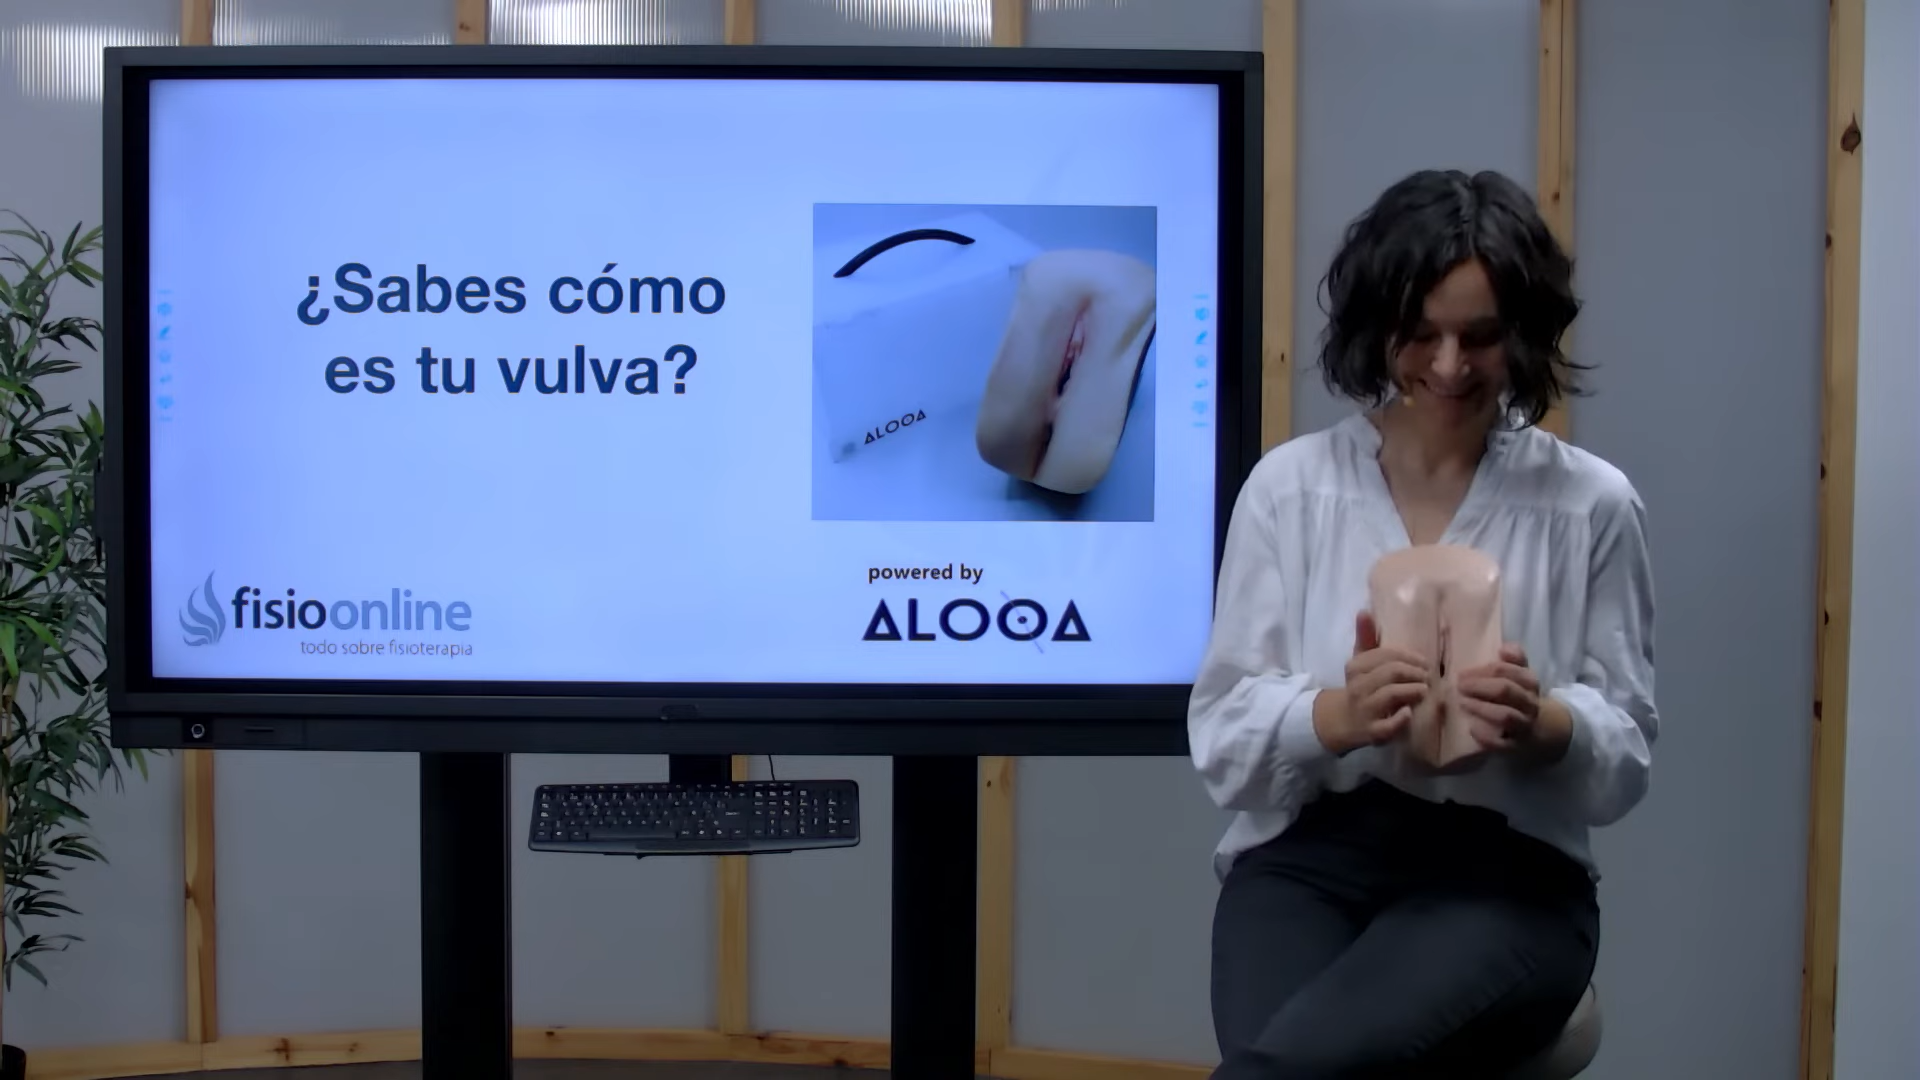 ¿Sabes cómo
es tu vulva?
ALOOA
powered by
ALOOA
fisioonline
todo sobre fisioterapia